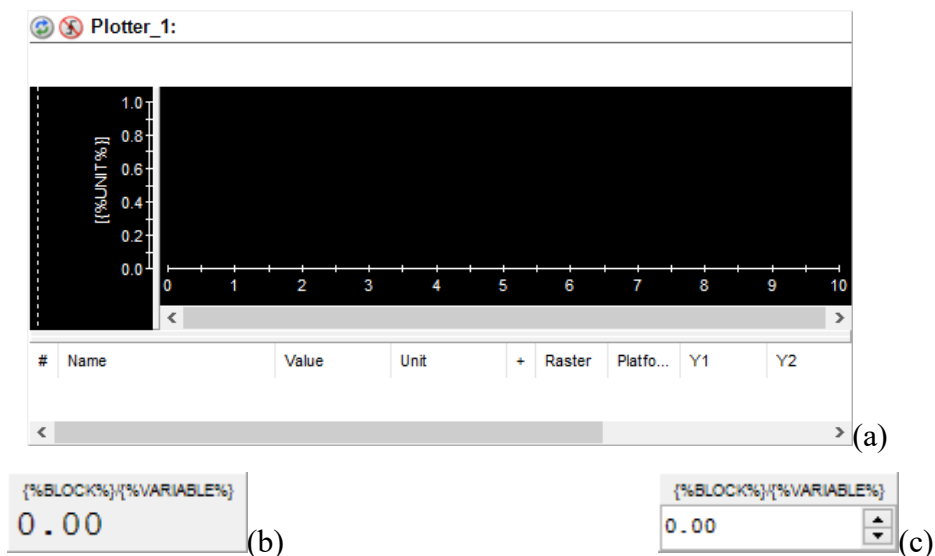 Plotter_1:
1.0
0.8
[{%UNIT%}]
0.6
0.4
0.2
0.0
0 1 2 3 4 5 6 7 8 9 10
# Name Value Unit + Raster Platfo... Y1 Y2
(a)
{%BLOCK%}/{%VARIABLE%}
0.00
(b)
{%BLOCK%}/{%VARIABLE%}
0.00
(c)